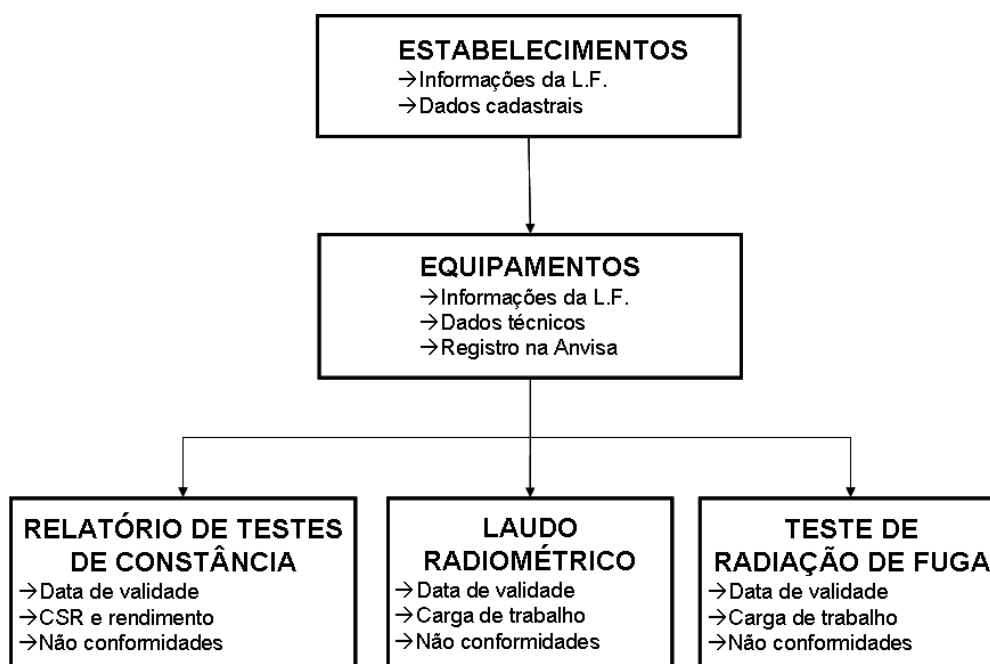 ESTABELECIMENTOS
→Informações da L.F.
→Dados cadastrais
EQUIPAMENTOS
→Informações da L.F.
→Dados técnicos
→Registro na Anvisa
RELATÓRIO DE TESTES
DE CONSTÂNCIA
→Data de validade
→CSR e rendimento
→Não conformidades
LAUDO
RADIOMÉTRICO
→Data de validade
→Carga de trabalho
→Não conformidades
TESTE DE
RADIAÇÃO DE FUGA
→Data de validade
→Carga de trabalho
→Não conformidades